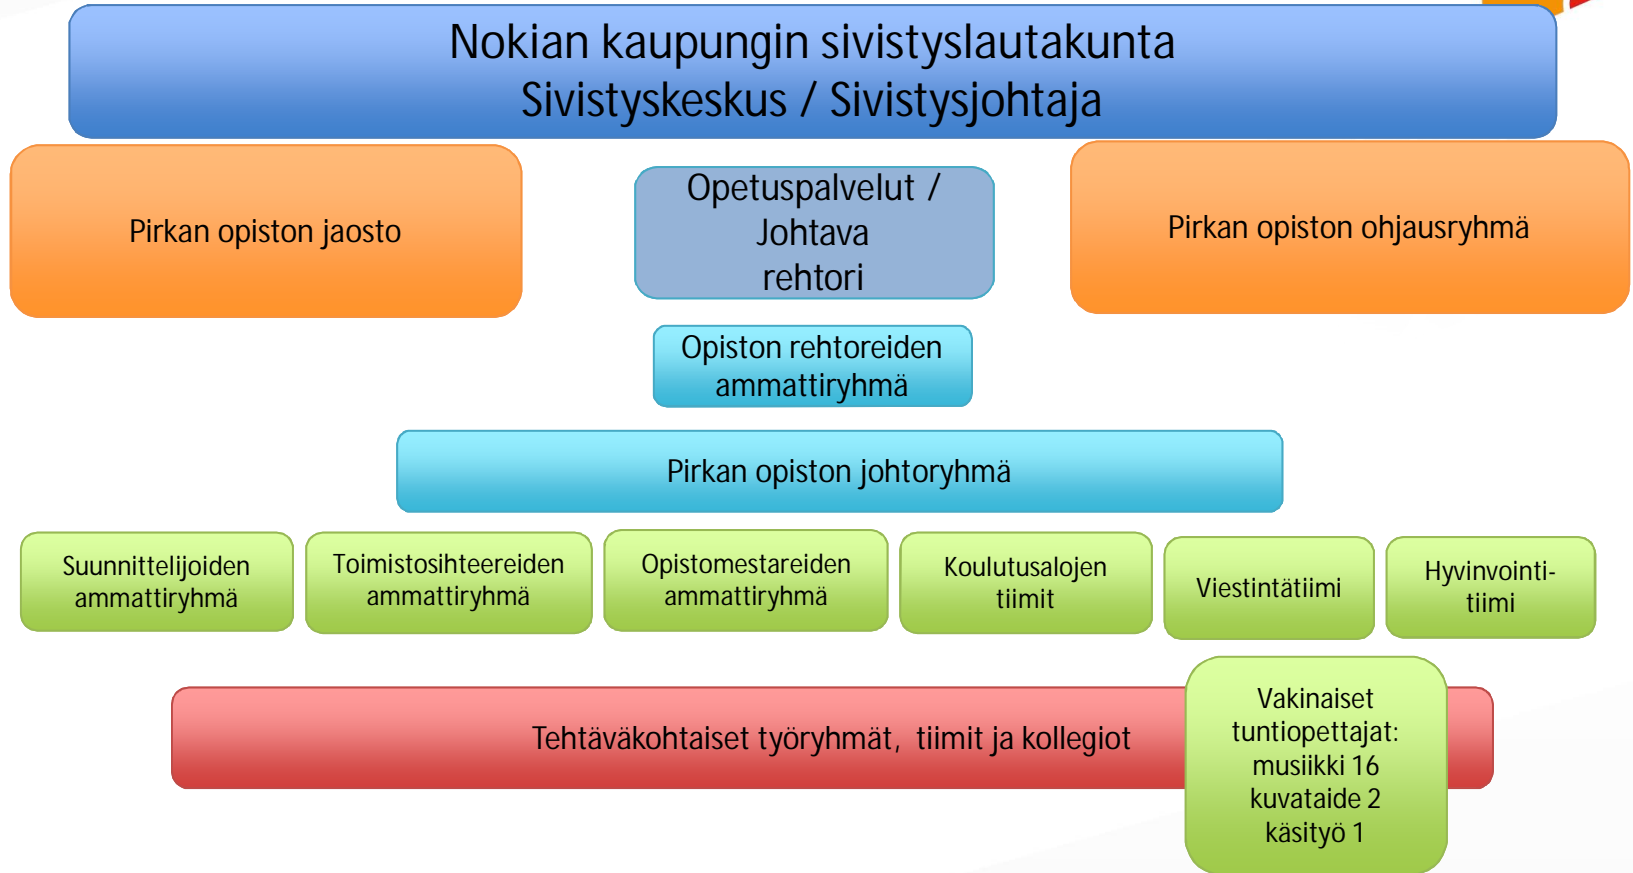 Nokian kaupungin sivistyslautakunta
Sivistyskeskus / Sivistysjohtaja
Pirkan opiston jaosto
Opetuspalvelut /
Johtava
rehtori
Pirkan opiston ohjausryhmä
Opiston rehtoreiden
ammattiryhmä
Pirkan opiston johtoryhmä
Suunnittelijoiden
ammattiryhmä
Toimistosihteereiden
ammattiryhmä
Opistomestareiden
ammattiryhmä
Koulutusalojen
tiimit
Viestintätiimi
Hyvinvointi-
tiimi
Tehtäväkohtaiset työryhmät, tiimit ja kollegiot
Vakinaiset
tuntiopettajat:
musiikki 16
kuvataide 2
käsityö 1